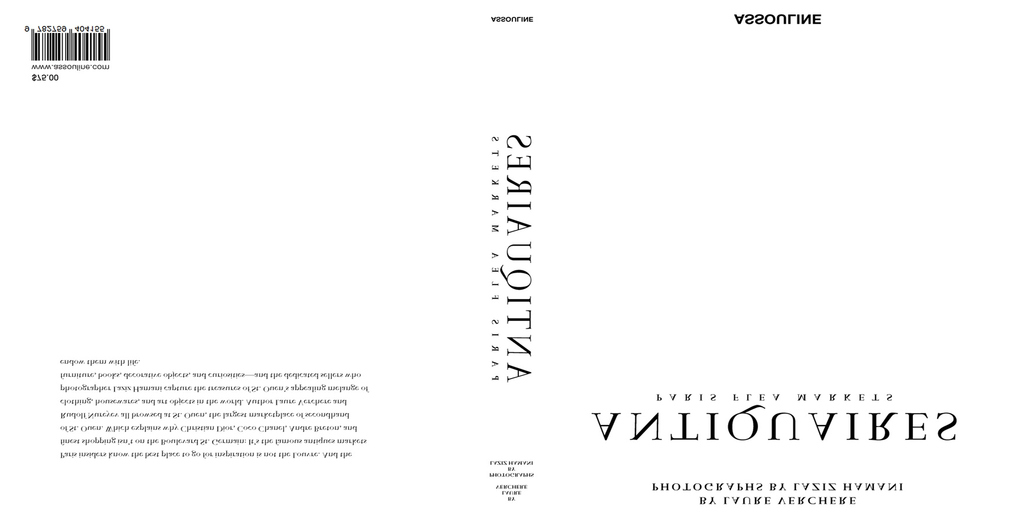 Paris insiders know the best place to go for inspiration is not the Louvre. And the
finest shopping isn't on the Boulevard St. Germain: It's the famous antiques markets
of St. Ouen. Which explains why Christian Dior, Coco Chanel, Andre Breton, and
Rudolf Nureyev all browsed at St. Ouen, the largest marketplace of secondhand
clothing, housewares, and art objects in the world. Author Laure Verchere and
photographer Laziz Hamani capture the treasures of St. Ouen's appealing melange of
furniture, books, decorative objects, and curiosities—and the dedicated sellers who
endow them with life.
$75.00
www.assouline.com
9 782759 404155
BY
LAURE
VERCHERE
PHOTOGRAPHS
BY
LAZIZ HAMANI
ANTIQUAIRES
PARIS FLEA MARKETS
ASSOULINE
BY LAURE VERCHERE
PHOTOGRAPHS BY LAZIZ HAMANI
ANTIQUAIRES
PARIS FLEA MARKETS
ASSOULINE